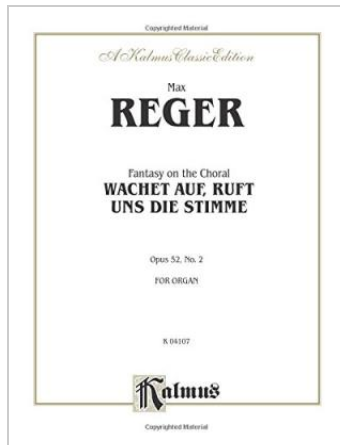 Copyrighted Material
A Kalmus Classic Edition
Max
REGER
Fantasy on the Choral
WACHET AUF, RUFT
UNS DIE STIMME
Opus 52, No. 2
FOR ORGAN
K 04107
Kalmus
Copyrighted Material